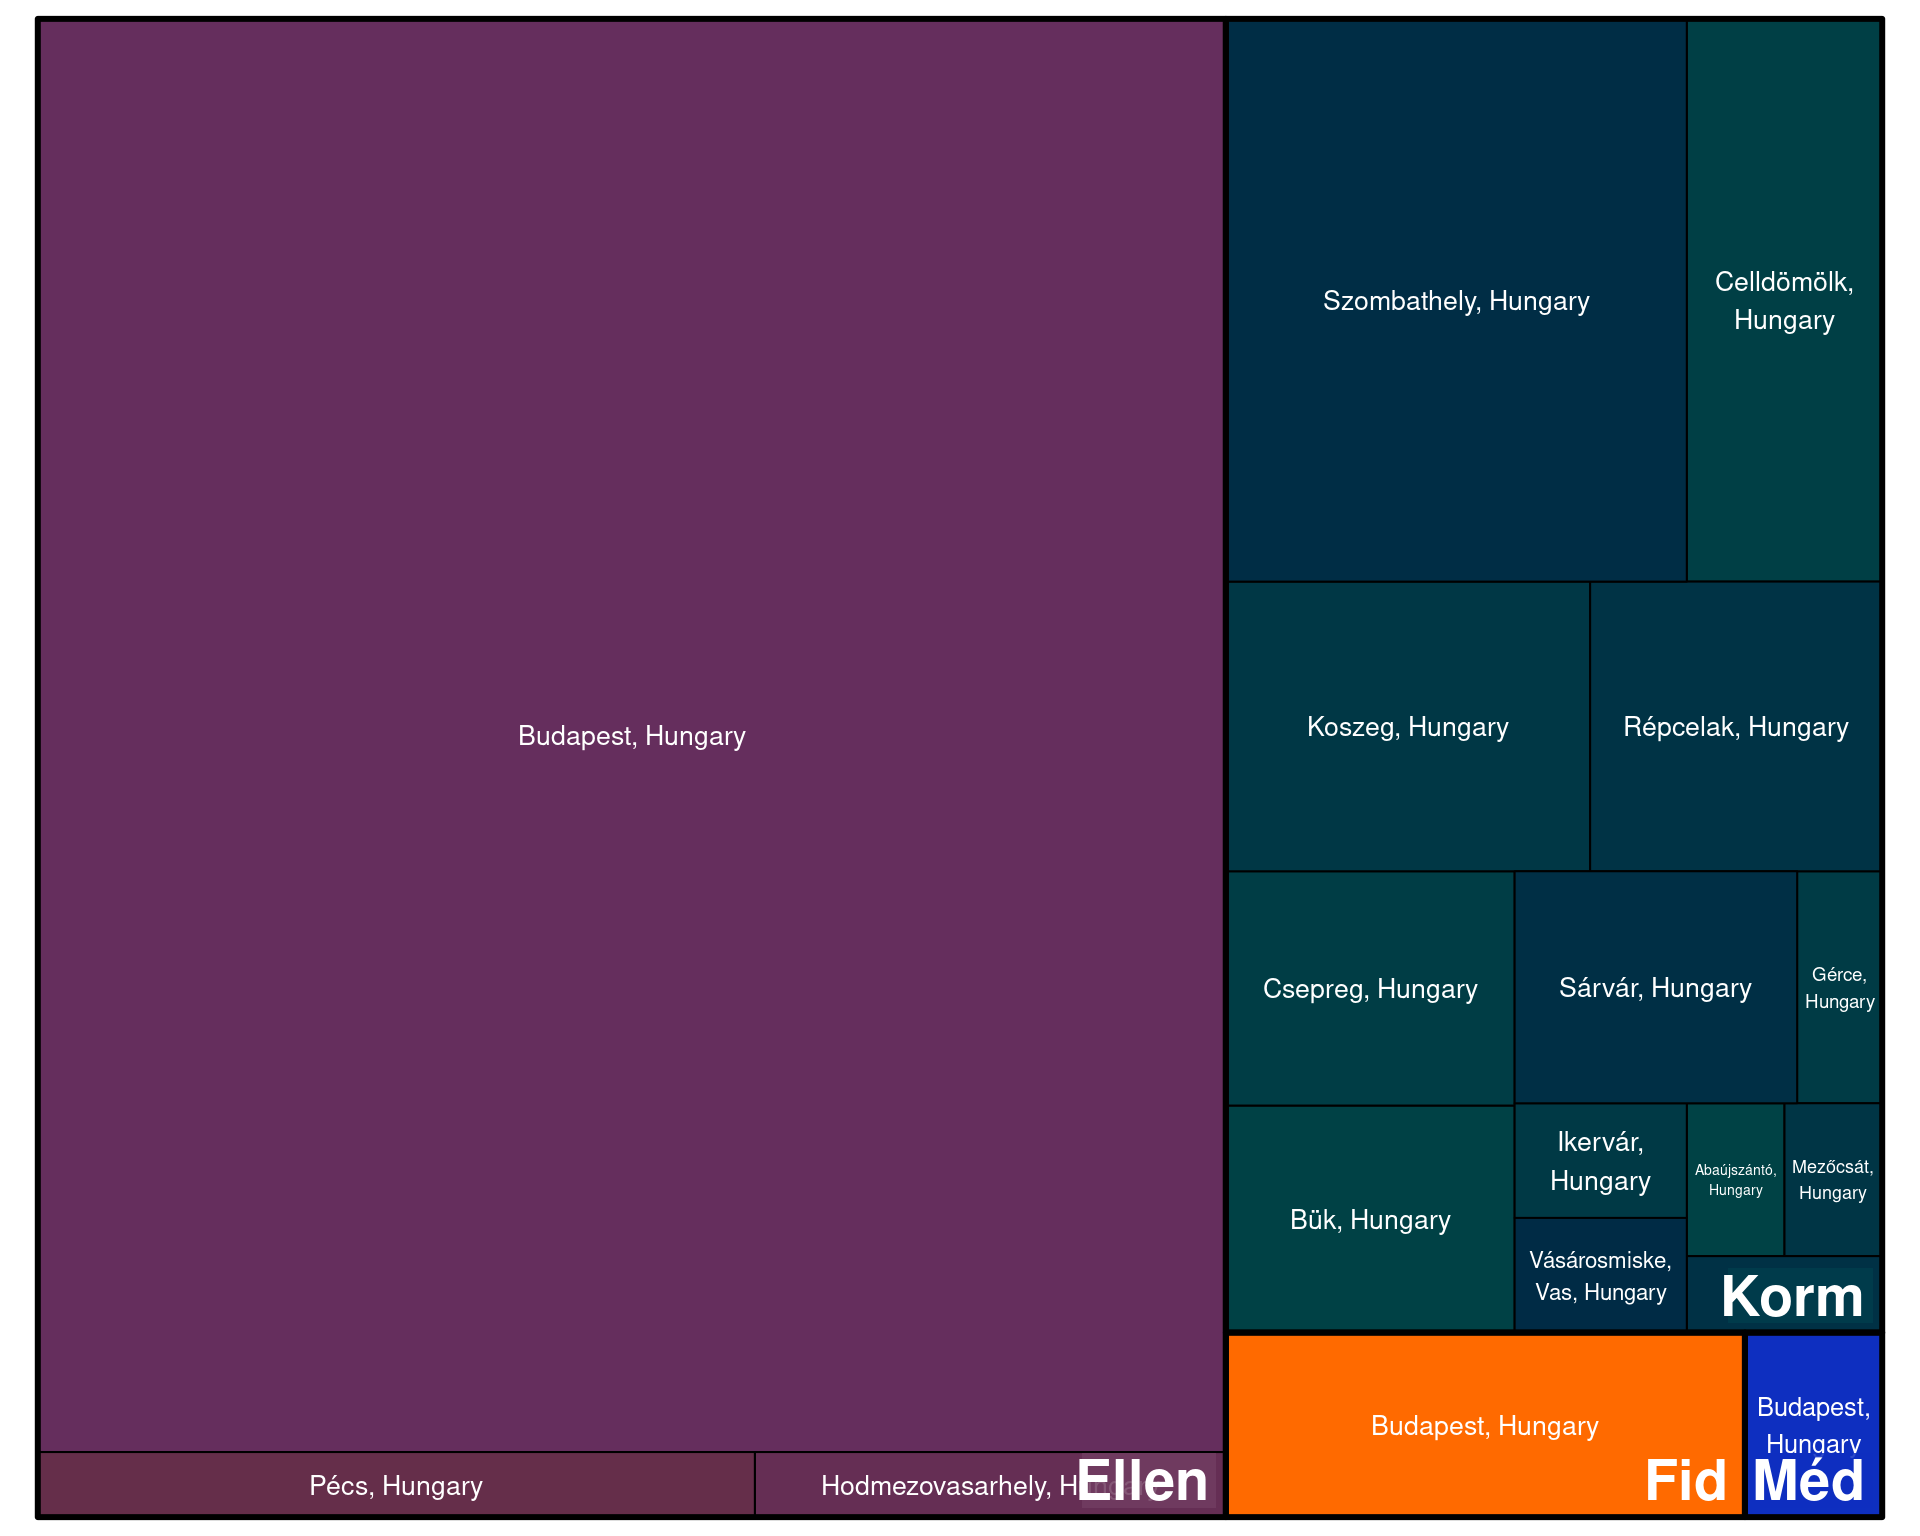 Budapest, Hungary
Pécs, Hungary
Hodmezovasarhely,
Ellen
Szombathely, Hungary
Celldömölk,
Hungary
Koszeg, Hungary
Répcelak, Hungary
Csepreg, Hungary
Sárvár, Hungary
Gérce,
Hungary
Bük, Hungary
Ikervár,
Hungary
Abaújszántó,
Hungary
Mezőcsát,
Hungary
Vásárosmiske,
Vas, Hungary
Korm
Budapest, Hungary
Fid
Budapest,
Hungary
Méd